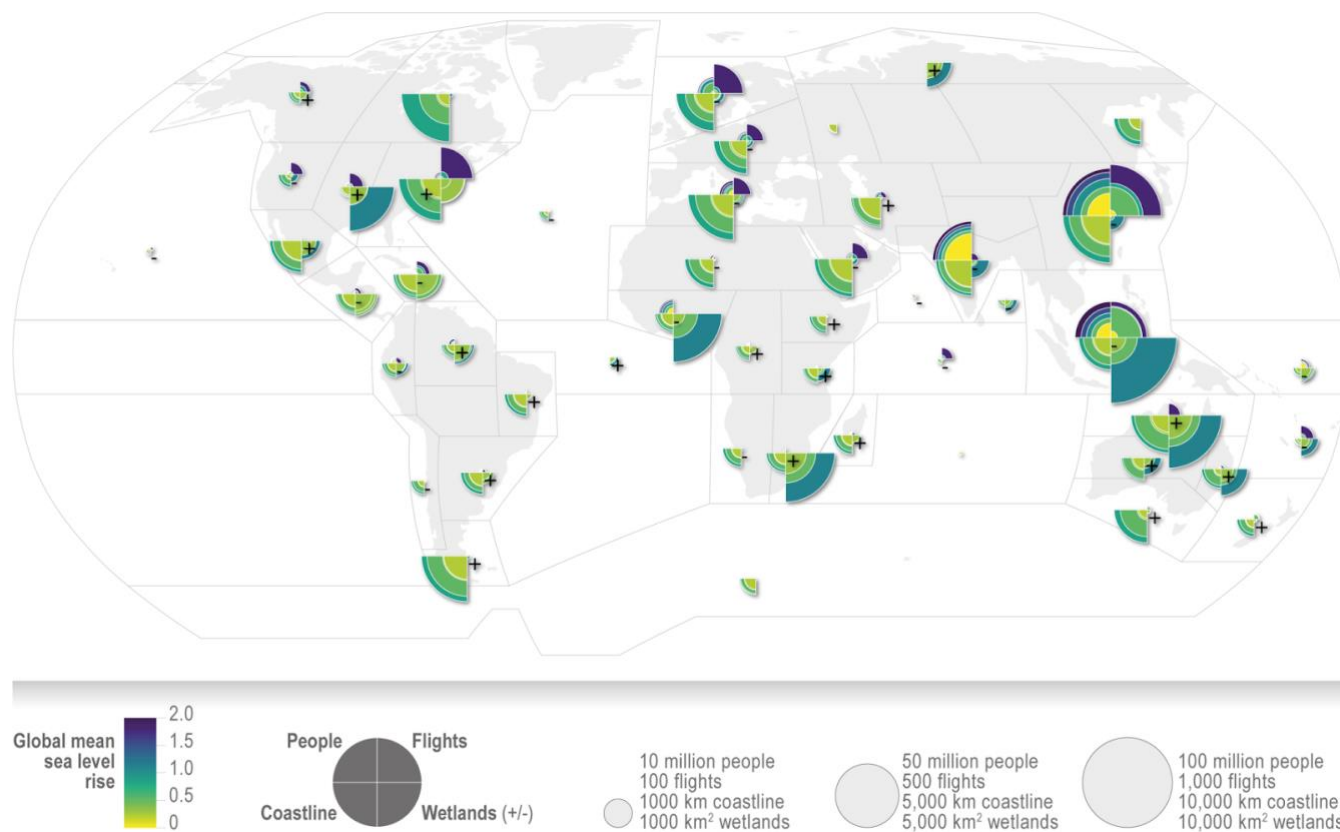 Global mean
sea level
rise
2.0
1.5
1.0
0.5
0
People
Flights
Coastline
Wetlands (+/-)
10 million people
100 flights
1000 km coastline
1000 km² wetlands
50 million people
500 flights
5,000 km coastline
5,000 km² wetlands
100 million people
1,000 flights
10,000 km coastline
10,000 km² wetlands